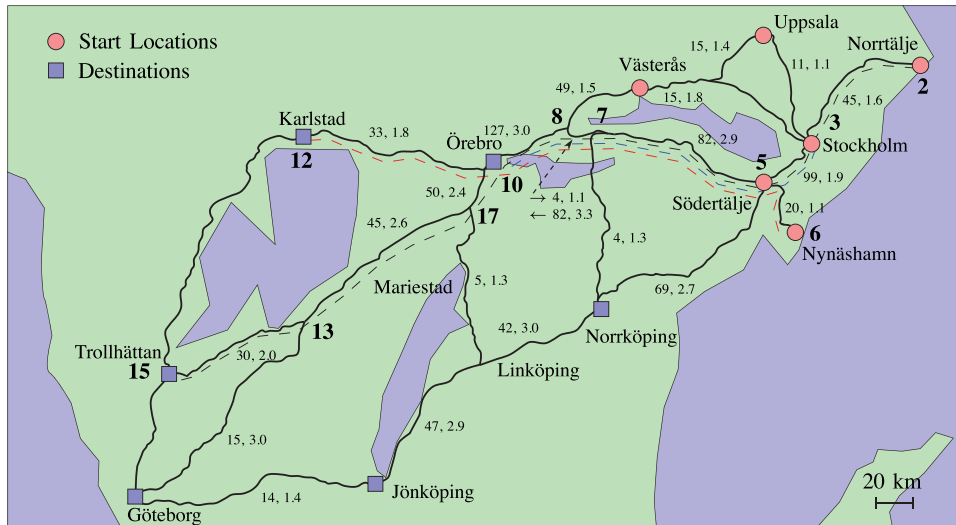 Start Locations
Destinations
Uppsala
Norrtälje
Västerås
Karlstad
Örebro
Stockholm
Södertälje
Nynäshamn
Mariestad
Norrköping
Trollhättan
Linköping
Göteborg
Jönköping
20 km
15, 1.4
11, 1.1
49, 1.5
15, 1.8
45, 1.6
2
33, 1.8
127, 3.0
8
7
82, 2.9
3
12
5
99, 1.9
10
50, 2.4
→ 4, 1.1
← 82, 3.3
20, 1.1
6
17
45, 2.6
4, 1.3
5, 1.3
69, 2.7
13
42, 3.0
30, 2.0
15
15, 3.0
47, 2.9
14, 1.4